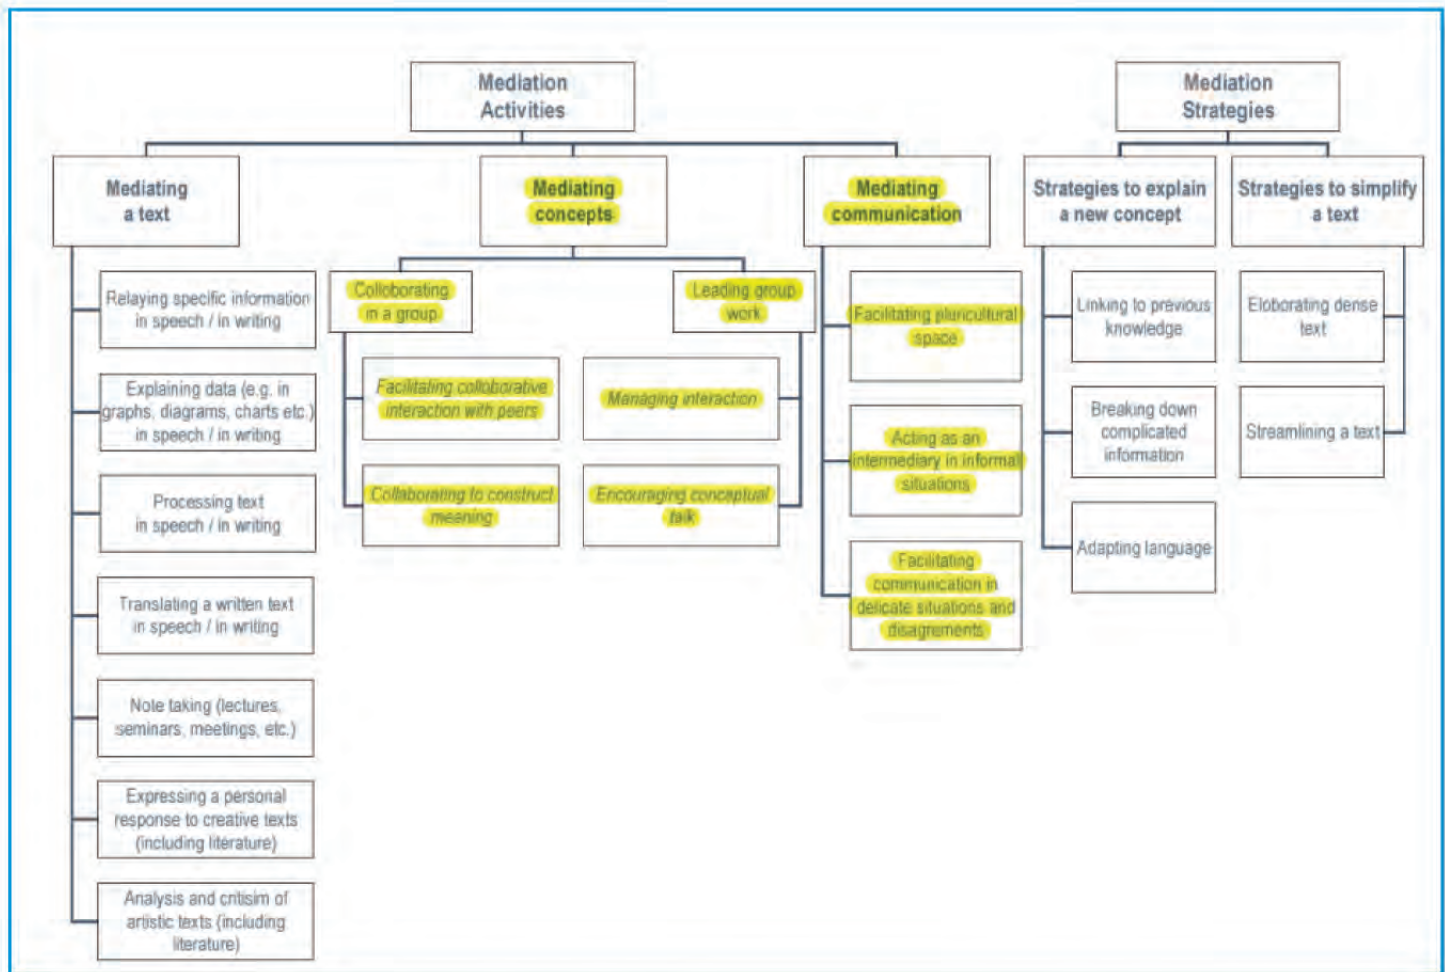 Mediation
Activities
Mediation
Strategies
Mediating
a text
Mediating
concepts
Mediating
communication
Strategies to explain
a new concept
Strategies to simplify
a text
Relaying specific information
in speech / in writing
Explaining data (e.g. in
graphs, diagrams, charts etc.)
in speech / in writing
Processing text
in speech / in writing
Translating a written text
in speech / in writing
Note taking (lectures,
seminars, meetings, etc.)
Expressing a personal
response to creative texts
(including literature)
Analysis and critisim of
artistic texts (including
literature)
Colloborating
in a group
Leading group
work
Facilitating collaborative
interaction with peers
Collaborating to construct
meaning
Managing interaction
Encouraging conceptual
talk
Facilitating pluricultural
space
Acting as an
intermediary in informal
situations
Facilitating
communication in
delicate situations and
disagrements
Linking to previous
knowledge
Breaking down
complicated
information
Adapting language
Eloborating dense
text
Streamlining a text